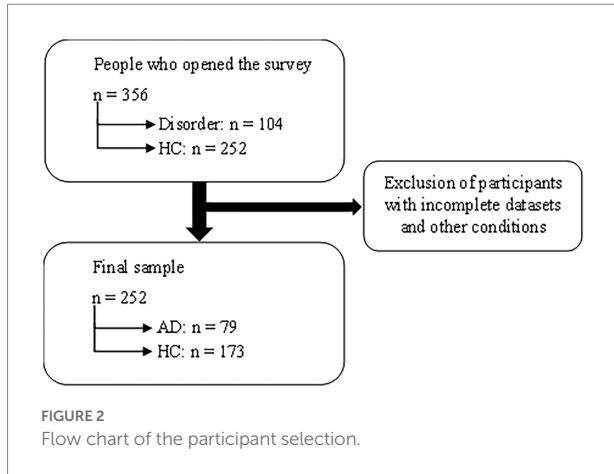 People who opened the survey
n = 356
Disorder: n = 104
HC: n = 252
Exclusion of participants
with incomplete datasets
and other conditions
Final sample
n = 252
AD: n = 79
HC: n = 173
FIGURE 2
Flow chart of the participant selection.